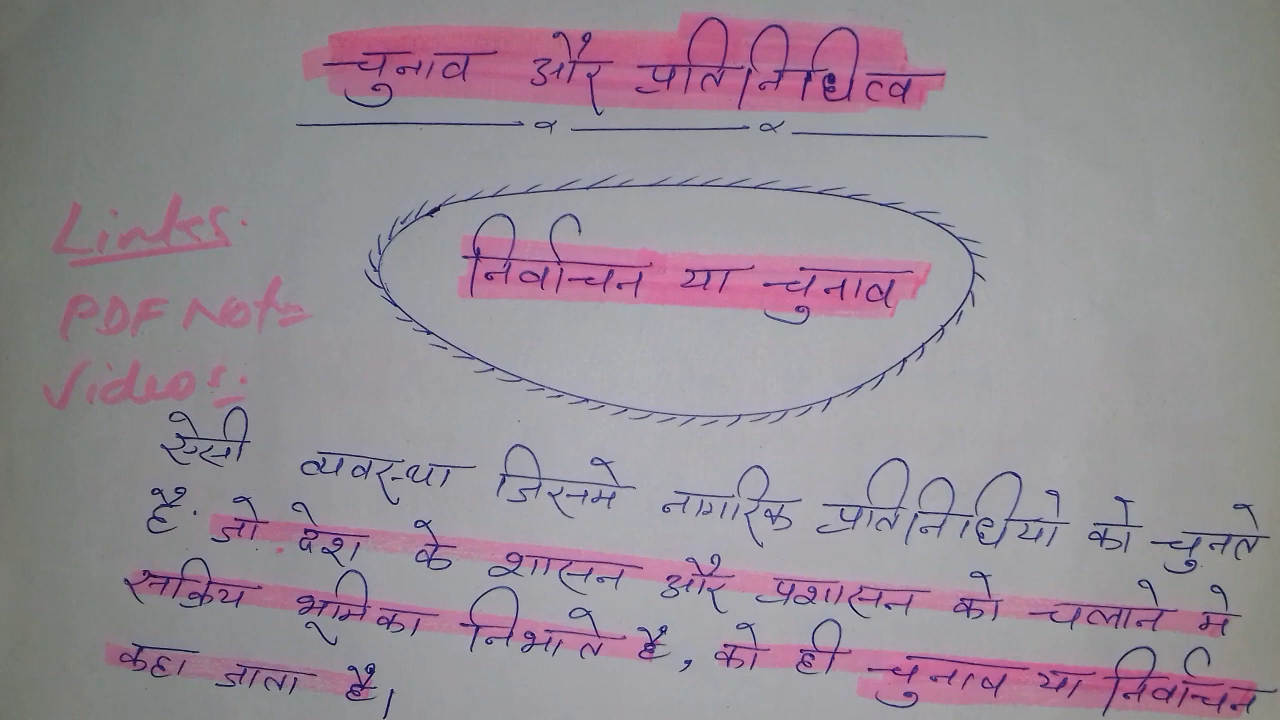 चुनाव और प्रतिनिधित्व
निर्वाचन या चुनाव
Links.
PDF Notes
Videos:
ऐसी व्यवस्था जिसमे नागरिक प्रतिनिधियो को चुनते
है. जो देश के शासन और प्रशासन को चलाने मे
सक्रिय भूमिका निभाते है, को ही चुनाव या निर्वाचन
कहा जाता है,